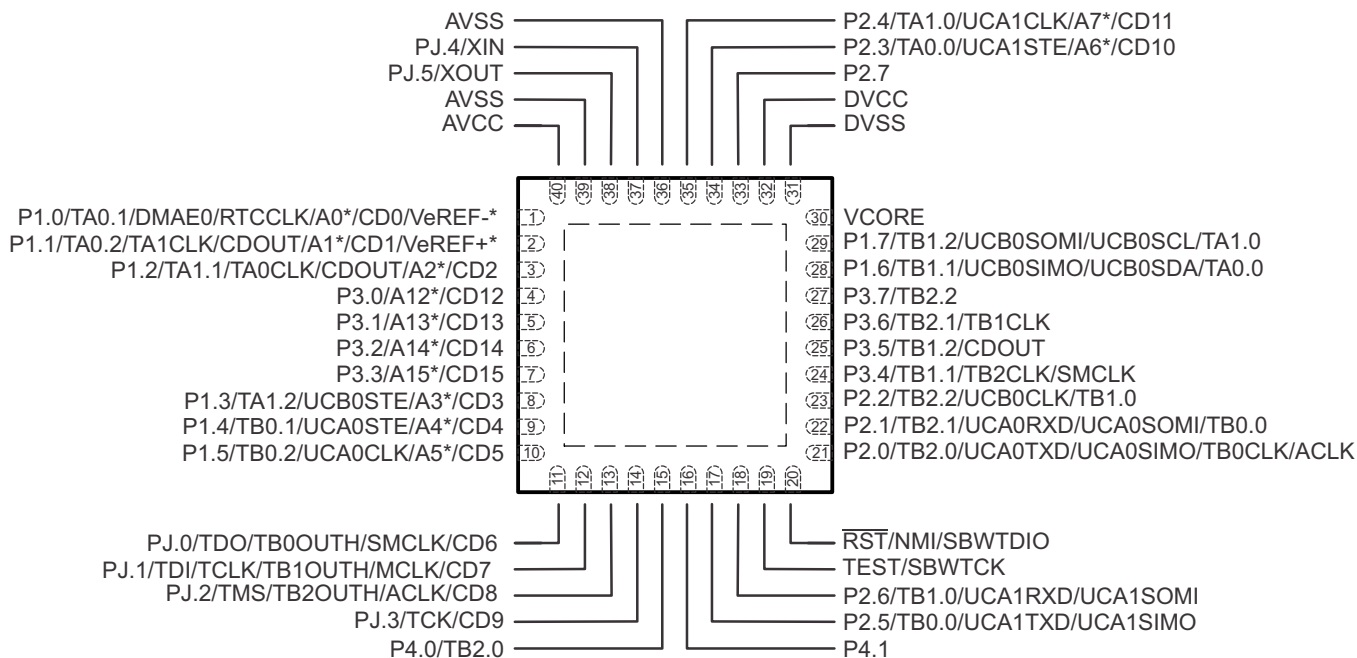 AVSS
PJ.4/XIN
PJ.5/XOUT
AVSS
AVCC
P2.4/TA1.0/UCA1CLK/A7*/CD11
P2.3/TA0.0/UCA1STE/A6*/CD10
P2.7
DVCC
DVSS
40 39 38 37 36 35 34 33 32 31
P1.0/TA0.1/DMAE0/RTCCLK/A0*/CD0/VeREF-* 1
P1.1/TA0.2/TA1CLK/CDOUT/A1*/CD1/VeREF+* 2
P1.2/TA1.1/TA0CLK/CDOUT/A2*/CD2 3
P3.0/A12*/CD12 4
P3.1/A13*/CD13 5
P3.2/A14*/CD14 6
P3.3/A15*/CD15 7
P1.3/TA1.2/UCB0STE/A3*/CD3 8
P1.4/TB0.1/UCA0STE/A4*/CD4 9
P1.5/TB0.2/UCA0CLK/A5*/CD5 10
30 VCORE
29 P1.7/TB1.2/UCB0SOMI/UCB0SCL/TA1.0
28 P1.6/TB1.1/UCB0SIMO/UCB0SDA/TA0.0
27 P3.7/TB2.2
26 P3.6/TB2.1/TB1CLK
25 P3.5/TB1.2/CDOUT
24 P3.4/TB1.1/TB2CLK/SMCLK
23 P2.2/TB2.2/UCB0CLK/TB1.0
22 P2.1/TB2.1/UCA0RXD/UCA0SOMI/TB0.0
21 P2.0/TB2.0/UCA0TXD/UCA0SIMO/TB0CLK/ACLK
11 12 13 14 15 16 17 18 19 20
PJ.0/TDO/TB0OUTH/SMCLK/CD6
PJ.1/TDI/TCLK/TB1OUTH/MCLK/CD7
PJ.2/TMS/TB2OUTH/ACLK/CD8
PJ.3/TCK/CD9
P4.0/TB2.0
RST/NMI/SBWTDIO
TEST/SBWTCK
P2.6/TB1.0/UCA1RXD/UCA1SOMI
P2.5/TB0.0/UCA1TXD/UCA1SIMO
P4.1